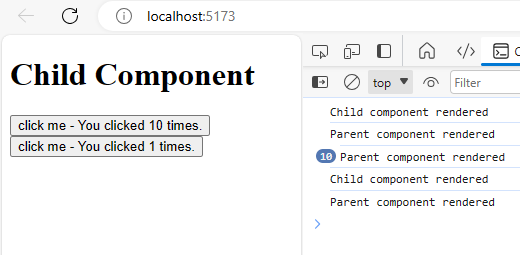 localhost:5173
Child Component
click me - You clicked 10 times.
click me - You clicked 1 times.
top
Filter
Child component rendered
Parent component rendered
10 Parent component rendered
Child component rendered
Parent component rendered